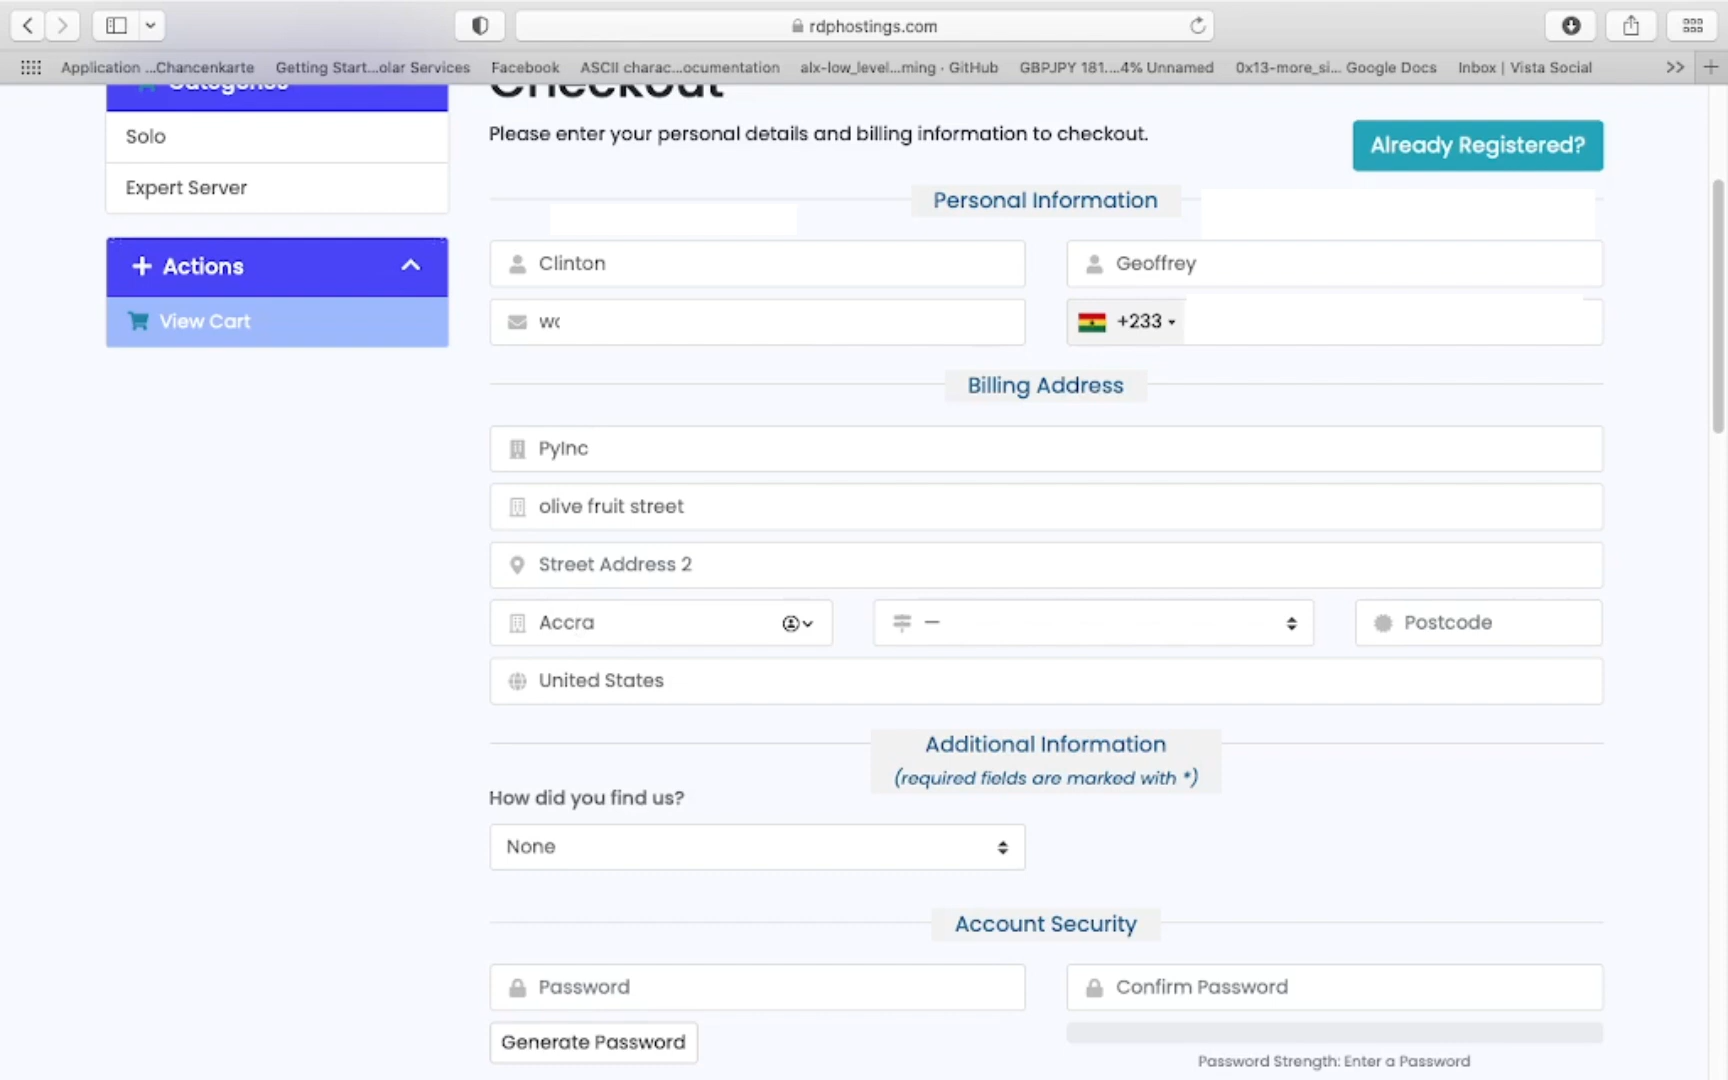 rdphostings.com
Application ...Chancenkarte Getting Start...olar Services Facebook ASCII charac...ocumentation alx-low_level...ming · GitHub GBPJPY 181....4% Unnamed 0x13-more_si... Google Docs Inbox | Vista Social >>
Categories
Checkout
Solo
Please enter your personal details and billing information to checkout.
Already Registered?
Expert Server
Personal Information
Actions
Clinton
Geoffrey
View Cart
wc
+233
Billing Address
PyInc
olive fruit street
Street Address 2
Accra
—
Postcode
United States
Additional Information
(required fields are marked with *)
How did you find us?
None
Account Security
Password
Confirm Password
Generate Password
Password Strength: Enter a Password